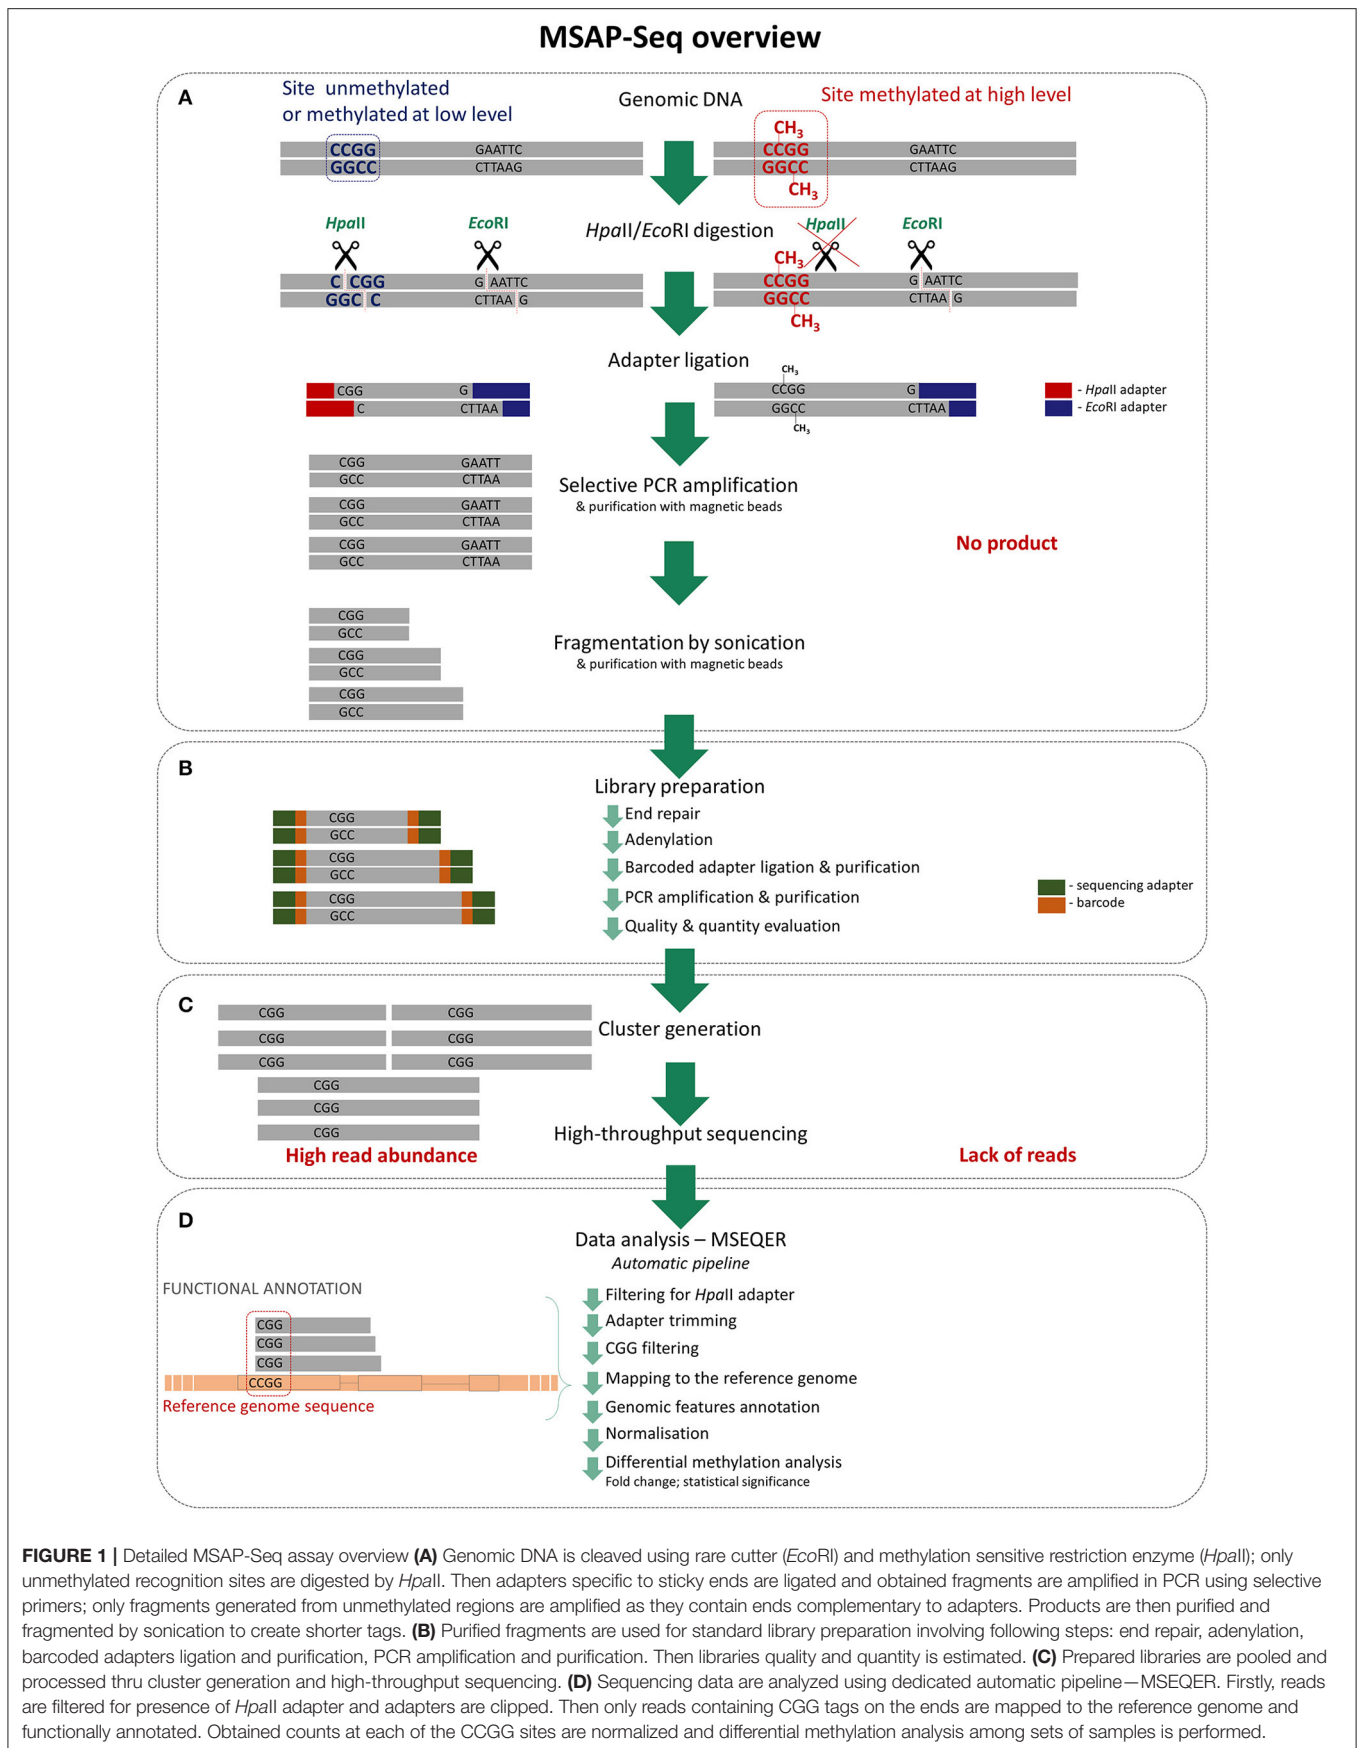 MSAP-Seq overview
A
Site unmethylated
or methylated at low level
Genomic DNA
Site methylated at high level
CH3
CCGG
GAATTC
CCGG
GAATTC
GGCC
CTTAAG
GGCC
CTTAAG
CH3
HpaII
EcoRI
HpaII/EcoRI digestion
HpaII
EcoRI
CH3
C CGG
G AATTC
CCGG
G AATTC
GGC C
CTTAA G
GGCC
CTTAA G
CH3
Adapter ligation
CH3
CGG
G
CCGG
G
- HpaII adapter
C
CTTAA
GGCC
CTTAA
- EcoRI adapter
CH3
CGG
GAATT
GCC
CTTAA
Selective PCR amplification
& purification with magnetic beads
CGG
GAATT
GCC
CTTAA
CGG
GAATT
GCC
CTTAA
No product
CGG
GCC
Fragmentation by sonication
& purification with magnetic beads
CGG
GCC
CGG
GCC
B
Library preparation
End repair
Adenylation
Barcoded adapter ligation & purification
PCR amplification & purification
Quality & quantity evaluation
CGG
GCC
CGG
GCC
CGG
GCC
- sequencing adapter
- barcode
C
CGG
CGG
CGG
CGG
CGG
CGG
CGG
CGG
CGG
Cluster generation
High-throughput sequencing
High read abundance
Lack of reads
D
Data analysis – MSEQER
Automatic pipeline
FUNCTIONAL ANNOTATION
CGG
CGG
CGG
CCGG
Reference genome sequence
Filtering for HpaII adapter
Adapter trimming
CGG filtering
Mapping to the reference genome
Genomic features annotation
Normalisation
Differential methylation analysis
Fold change; statistical significance
FIGURE 1 | Detailed MSAP-Seq assay overview (A) Genomic DNA is cleaved using rare cutter (EcoRI) and methylation sensitive restriction enzyme (HpaII); only
unmethylated recognition sites are digested by HpaII. Then adapters specific to sticky ends are ligated and obtained fragments are amplified in PCR using selective
primers; only fragments generated from unmethylated regions are amplified as they contain ends complementary to adapters. Products are then purified and
fragmented by sonication to create shorter tags. (B) Purified fragments are used for standard library preparation involving following steps: end repair, adenylation,
barcoded adapters ligation and purification, PCR amplification and purification. Then libraries quality and quantity is estimated. (C) Prepared libraries are pooled and
processed thru cluster generation and high-throughput sequencing. (D) Sequencing data are analyzed using dedicated automatic pipeline—MSEQER. Firstly, reads
are filtered for presence of HpaII adapter and adapters are clipped. Then only reads containing CGG tags on the ends are mapped to the reference genome and
functionally annotated. Obtained counts at each of the CCGG sites are normalized and differential methylation analysis among sets of samples is performed.